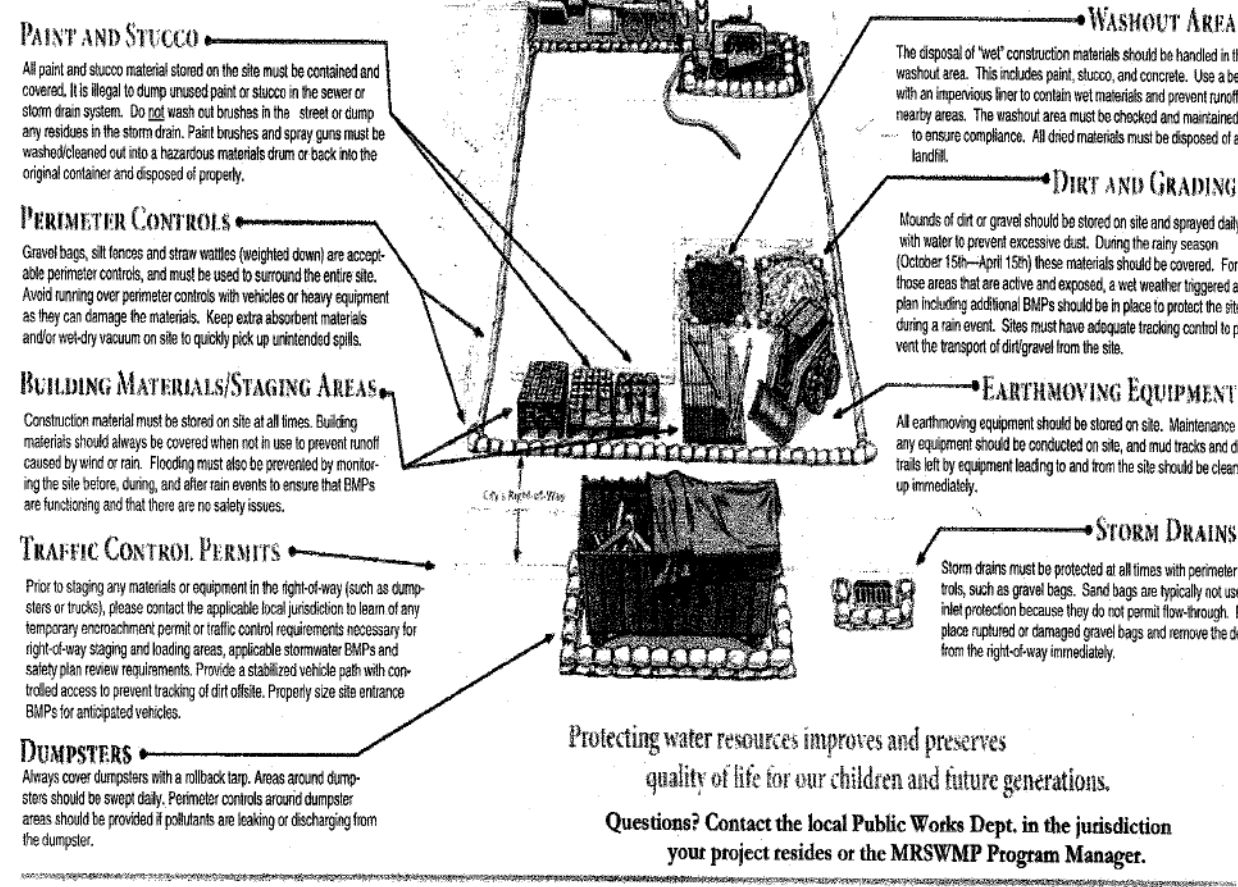 PAINT AND STUCCO
All paint and stucco material stored on the site must be contained and
covered. It is illegal to dump unused paint or stucco in the sewer or
storm drain system. Do not wash out brushes in the street or dump
any residues in the storm drain. Paint brushes and spray guns must be
washed/cleaned out into a hazardous materials drum or back into the
original container and disposed of properly.
PERIMETER CONTROLS
Gravel bags, silt fences and straw wattles (weighted down) are accept-
able perimeter controls, and must be used to surround the entire site.
Avoid running over perimeter controls with vehicles or heavy equipment
as they can damage the materials. Keep extra absorbent materials
and/or wet-dry vacuum on site to quickly pick up unintended spills.
BUILDING MATERIALS/STAGING AREAS
Construction material must be stored on site at all times. Building
materials should always be covered when not in use to prevent runoff
caused by wind or rain. Flooding must also be prevented by monitor-
ing the site before, during, and after rain events to ensure that BMPs
are functioning and that there are no safety issues.
TRAFFIC CONTROL PERMITS
Prior to staging any materials or equipment in the right-of-way (such as dump-
sters or trucks), please contact the applicable local jurisdiction to learn of any
temporary encroachment permit or traffic control requirements necessary for
right-of-way staging and loading areas, applicable stormwater BMPs and
safety plan review requirements. Provide a stabilized vehicle path with con-
trolled access to prevent tracking of dirt offsite. Properly size site entrance
BMPs for anticipated vehicles.
DUMPSTERS
Always cover dumpsters with a rollback tarp. Areas around dump-
sters should be swept daily. Perimeter controls around dumpster
areas should be provided if pollutants are leaking or discharging from
the dumpster.
City's Right-of-Way
WASHOUT AREA
The disposal of "wet" construction materials should be handled in
washout area. This includes paint, stucco, and concrete. Use a
with an impervious liner to contain wet materials and prevent runoff
nearby areas. The washout area must be checked and maintained
to ensure compliance. All dried materials must be disposed of
landfill.
DIRT AND GRADING
Mounds of dirt or gravel should be stored on site and sprayed daily
with water to prevent excessive dust. During the rainy season
(October 15th—April 15th) these materials should be covered. For
those areas that are active and exposed, a wet weather triggered
plan including additional BMPs should be in place to protect the site
during a rain event. Sites must have adequate tracking control to
vent the transport of dirt/gravel from the site.
EARTHMOVING EQUIPMENT
All earthmoving equipment should be stored on site. Maintenance
any equipment should be conducted on site, and mud tracks and
trails left by equipment leading to and from the site should be
up immediately.
STORM DRAINS
Storm drains must be protected at all times with perimeter
trols, such as gravel bags. Sand bags are typically not
inlet protection because they do not permit flow-through.
place ruptured or damaged gravel bags and remove the
from the right-of-way immediately.
Protecting water resources improves and preserves
quality of life for our children and future generations.
Questions? Contact the local Public Works Dept. in the jurisdiction
your project resides or the MRSWMP Program Manager.